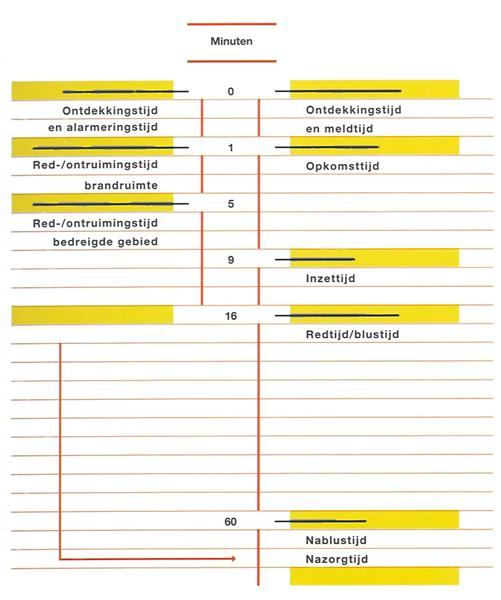 Minuten
0
Ontdekkingstijd
en alarmeringstijd
Ontdekkingstijd
en meldtijd
1
Red-/ontruimingstijd
brandruimte
Opkomsttijd
5
Red-/ontruimingstijd
bedreigde gebied
9
Inzettijd
16
Redtijd/blustijd
60
Nablustijd
Nazorgtijd